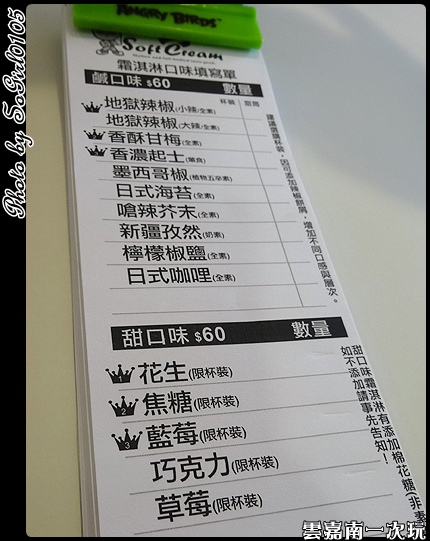 ANGRY BIRDS
Soft Cream
霜淇淋口味填寫單
鹹口味 $60 數量
杯裝
地獄辣椒(小辣/全素)
地獄辣椒(大辣/全素)
香酥甘梅(全素)
香濃起士(葷食)
墨西哥椒(植物五辛素)
日式海苔(全素)
嗆辣芥末(全素)
新疆孜然(奶素)
檸檬椒鹽(全素)
日式咖哩(全素)
建議選購杯裝，因可添加辣椒餅屑，增加不同口感與層次。
甜口味 $60 數量
1 花生(限杯裝)
2 焦糖(限杯裝)
3 藍莓(限杯裝)
巧克力(限杯裝)
草莓(限杯裝)
甜口味霜淇淋有添加棉花糖(非素
如不添加請事先告知！
Photo by SoGirl0105
雲嘉南一次玩